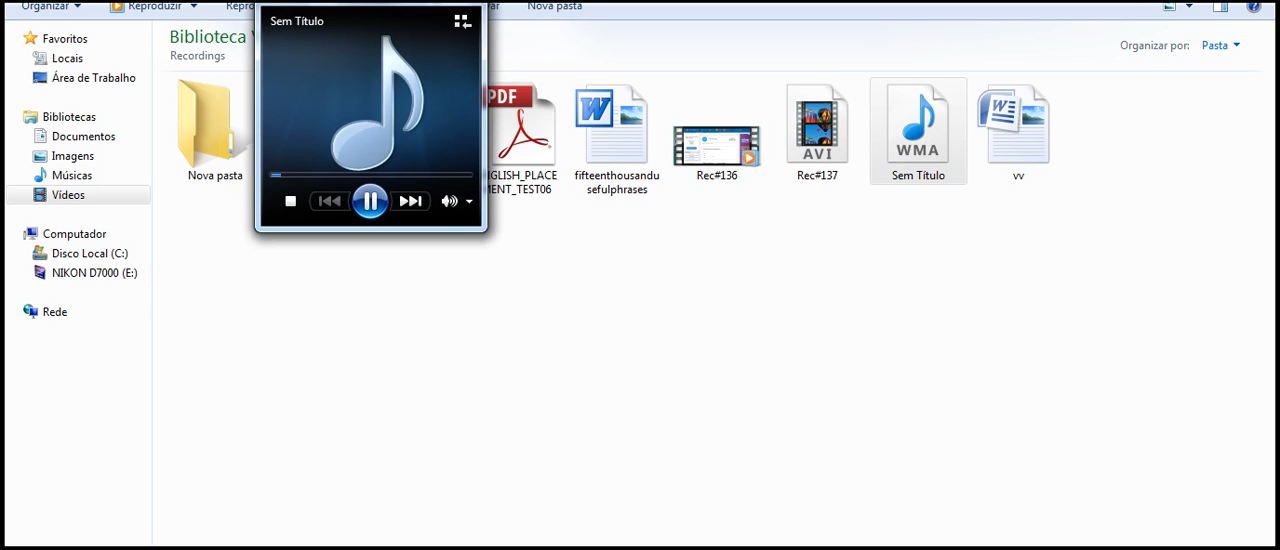 Organizar
Reproduzir
Nova pasta
Sem Título
Biblioteca
Recordings
Organizar por: Pasta
Favoritos
Locais
Área de Trabalho
Bibliotecas
Documentos
Imagens
Músicas
Vídeos
Computador
Disco Local (C:)
NIKON D7000 (E:)
Rede
Nova pasta
PDF
GLISH_PLACE
MENT_TEST06
W
fifteenthousandu
sefulphrases
Rec#136
AVI
Rec#137
WMA
Sem Título
W
vv